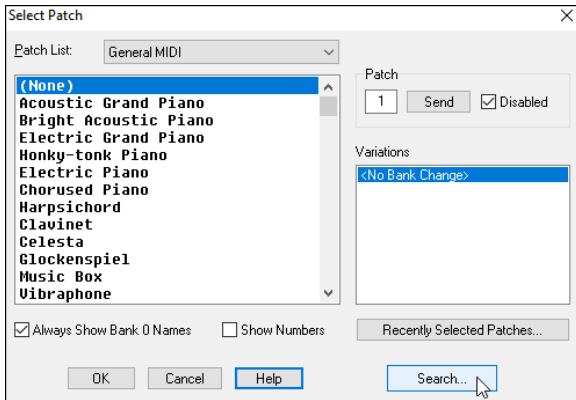 Select Patch
Patch List: General MIDI
(None)
Acoustic Grand Piano
Bright Acoustic Piano
Electric Grand Piano
Honky-tonk Piano
Electric Piano
Chorused Piano
Harpsichord
Clavinet
Celesta
Glockenspiel
Music Box
Vibraphone
Patch
1 Send Disabled
Variations
<No Bank Change>
Always Show Bank 0 Names Show Numbers Recently Selected Patches...
OK Cancel Help Search...